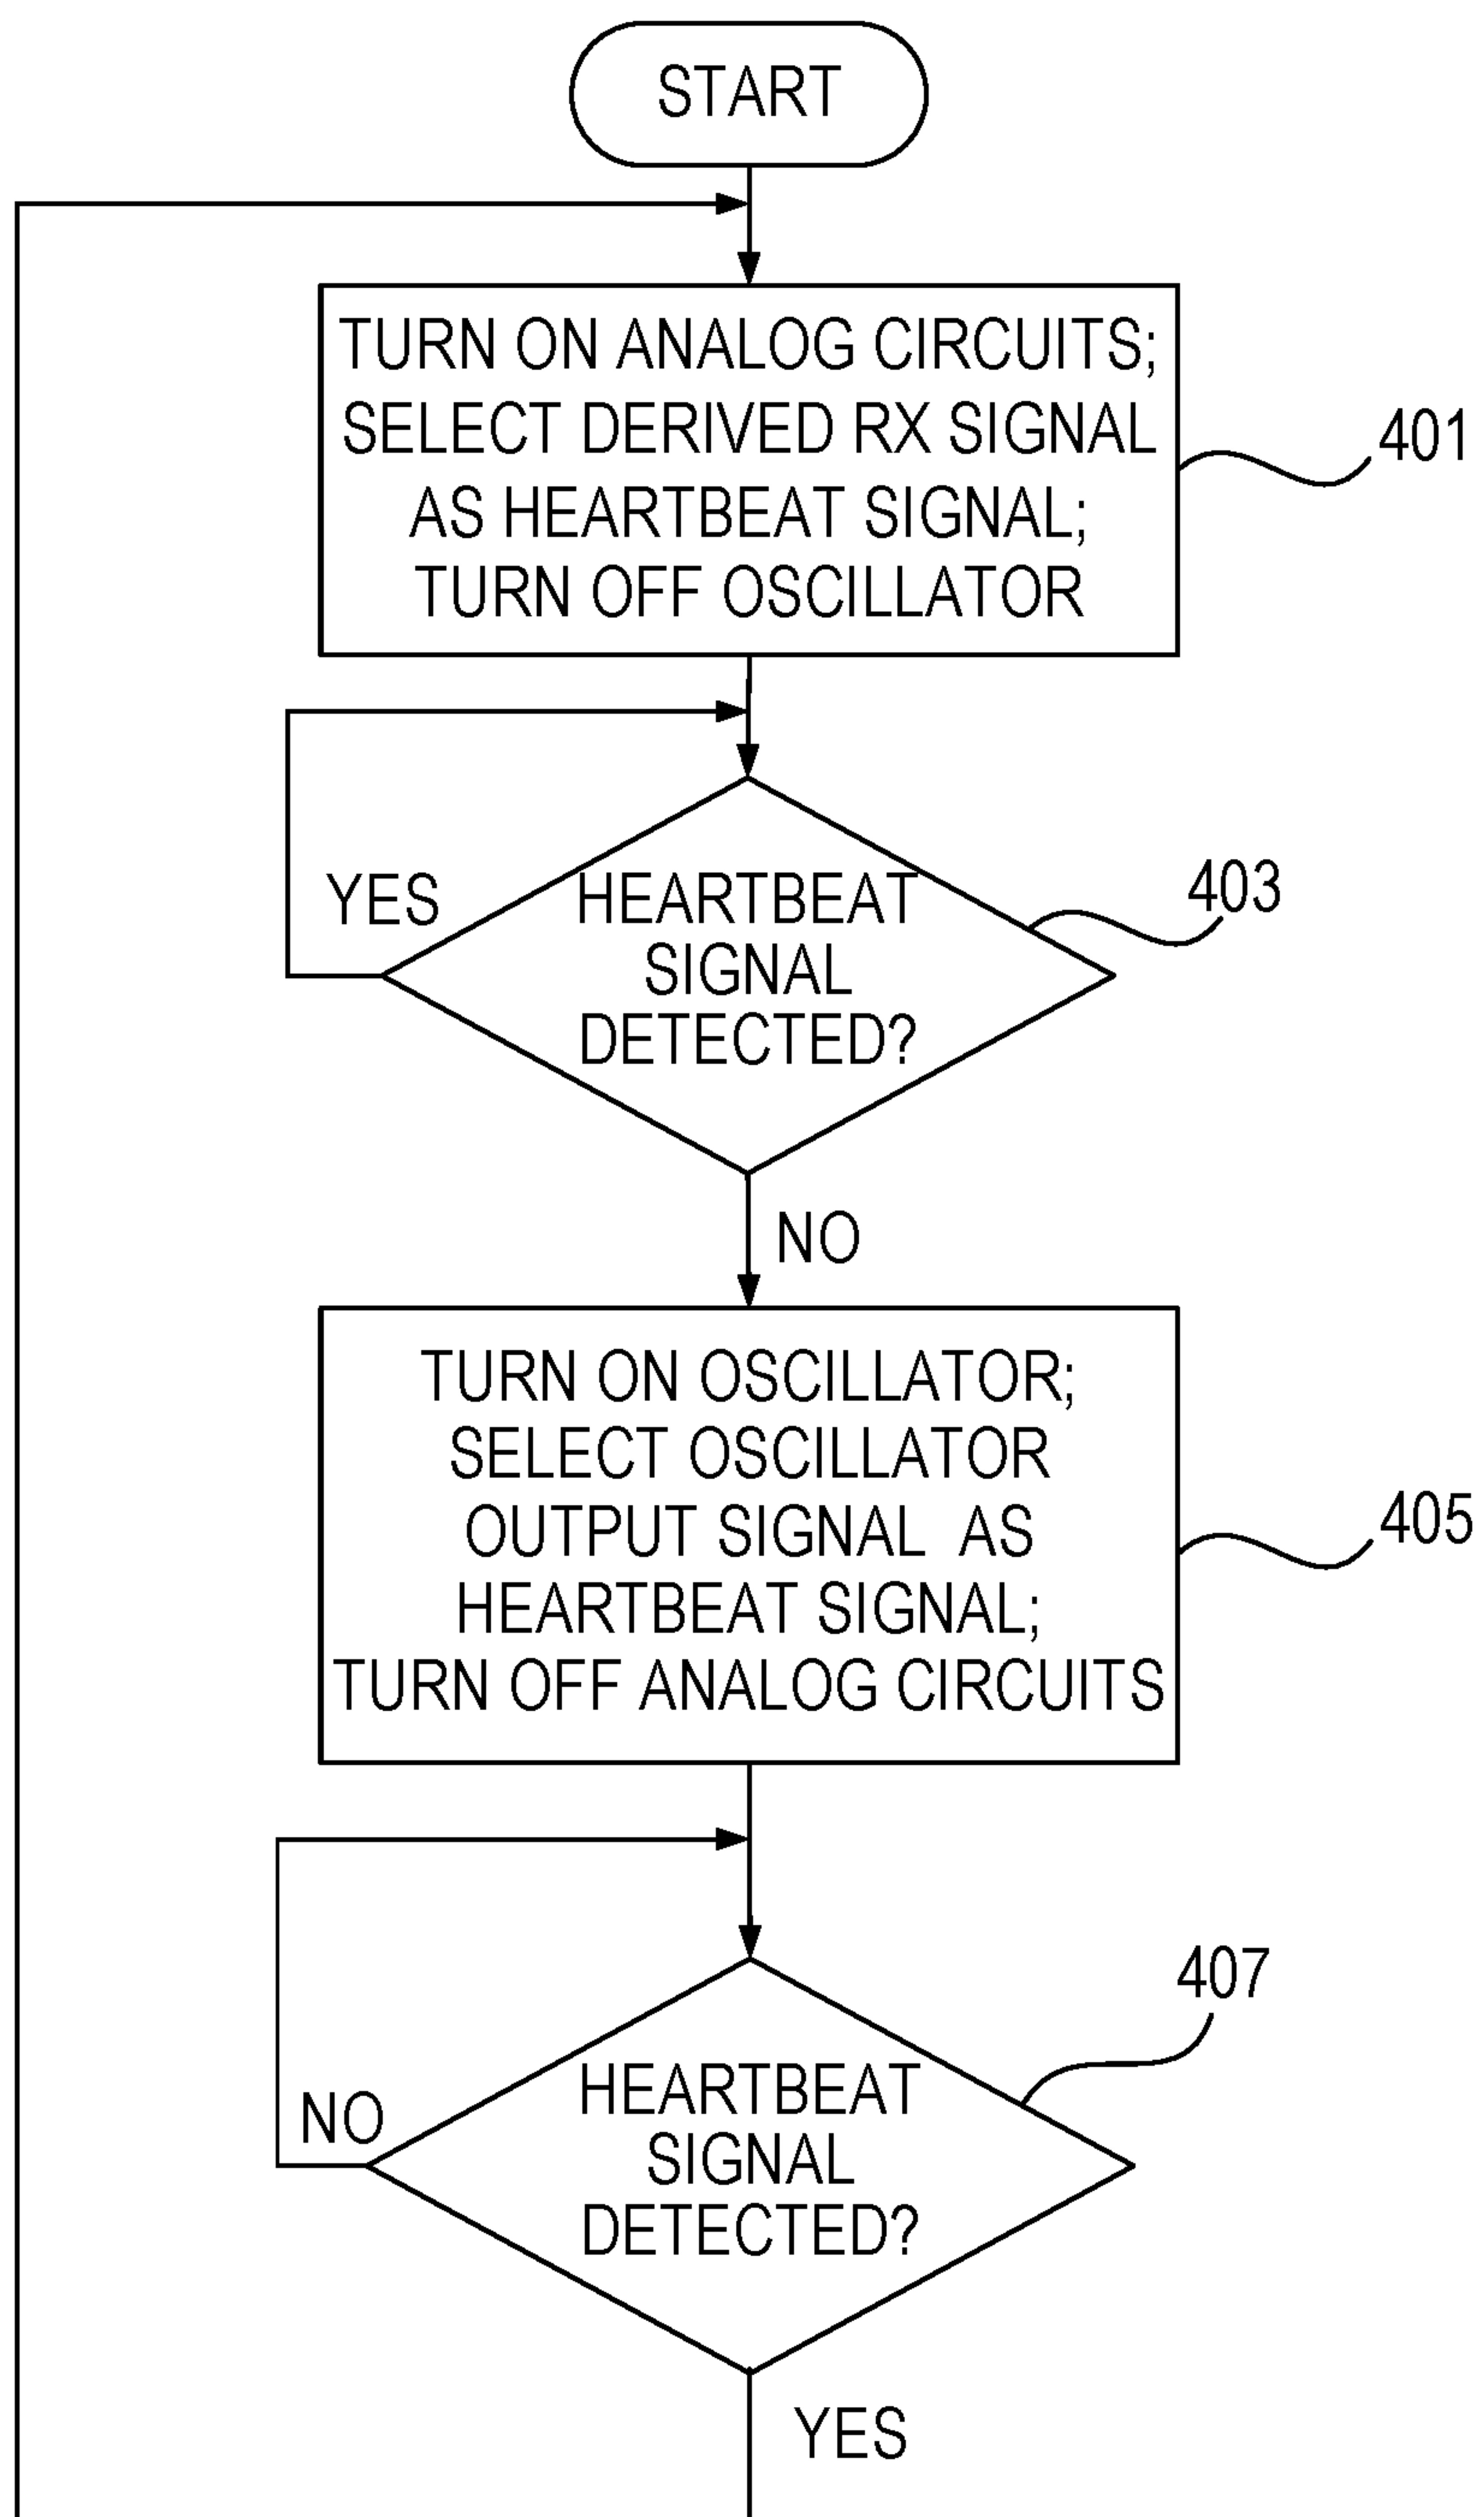 START
TURN ON ANALOG CIRCUITS;
SELECT DERIVED RX SIGNAL
AS HEARTBEAT SIGNAL;
TURN OFF OSCILLATOR
401
YES
HEARTBEAT
SIGNAL
DETECTED?
403
NO
TURN ON OSCILLATOR;
SELECT OSCILLATOR
OUTPUT SIGNAL AS
HEARTBEAT SIGNAL;
TURN OFF ANALOG CIRCUITS
405
NO
HEARTBEAT
SIGNAL
DETECTED?
407
YES